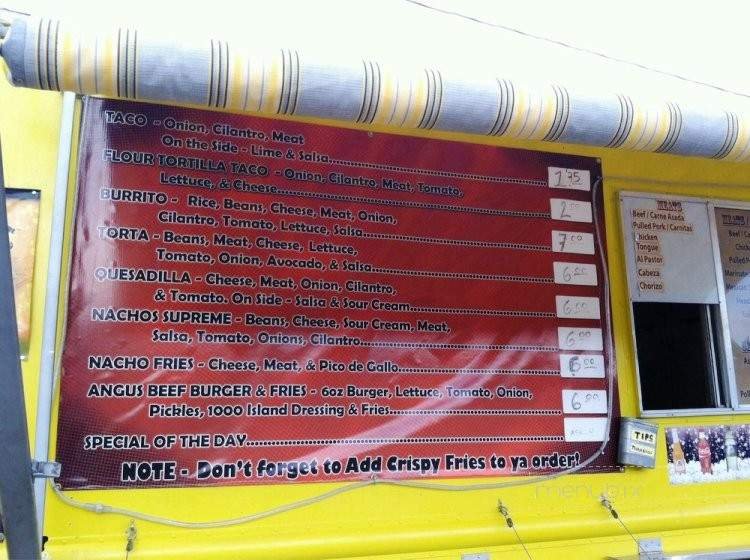 TACO - Onion, Cilantro, Meat
On the Side - Lime & Salsa 1.75
FLOUR TORTILLA TACO - Onion, Cilantro, Meat, Tomato,
Lettuce, & Cheese 2.00
BURRITO - Rice, Beans, Cheese, Meat, Onion,
Cilantro, Tomato, Lettuce, Salsa 7.00
TORTA - Beans, Meat, Cheese, Lettuce,
Tomato, Onion, Avocado, & Salsa 6.00
QUESADILLA - Cheese, Meat, Onion, Cilantro,
& Tomato. On Side - Salsa & Sour Cream 6.00
NACHOS SUPREME - Beans, Cheese, Sour Cream, Meat,
Salsa, Tomato, Onions, Cilantro 6.00
NACHO FRIES - Cheese, Meat, & Pico de Gallo 6.00
ANGUS BEEF BURGER & FRIES - 6oz Burger, Lettuce, Tomato, Onion,
Pickles, 1000 Island Dressing & Fries 6.00
SPECIAL OF THE DAY
NOTE - Don't forget to Add Crispy Fries to ya order!
MEATS
Beef / Carne Asada
Pulled Pork / Carnitas
Chicken
Tongue
Al Pastor
Cabeza
Chorizo
TIPS
menupix